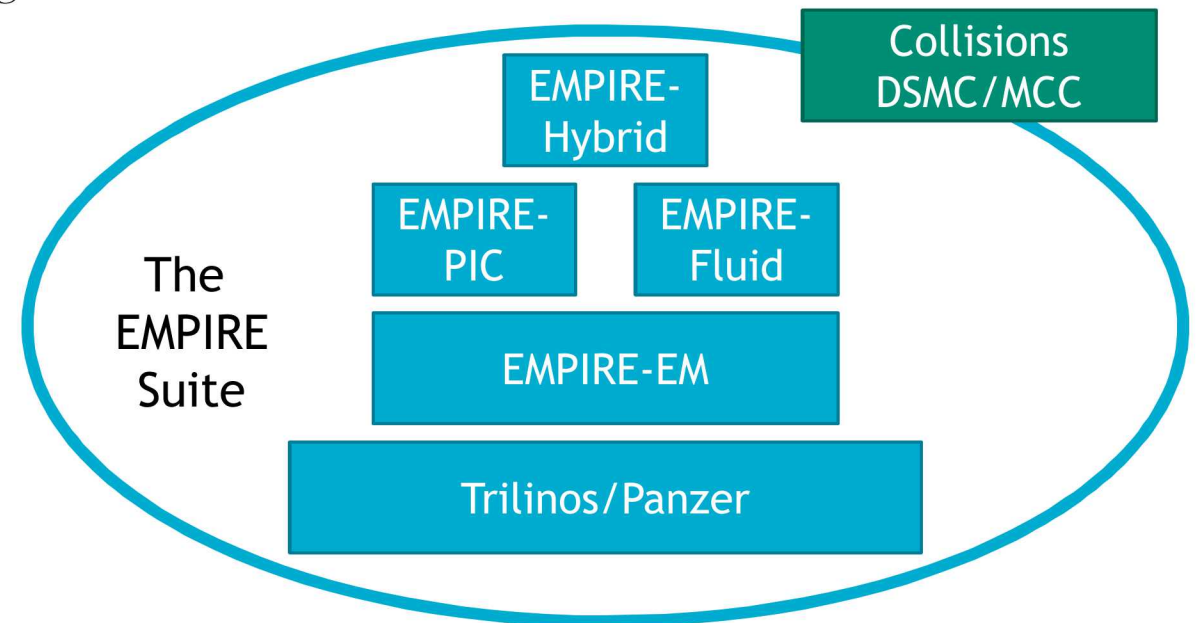 Collisions
DSMC/MCC
EMPIRE-
Hybrid
EMPIRE-
PIC
EMPIRE-
Fluid
The
EMPIRE
Suite
EMPIRE-EM
Trilinos/Panzer